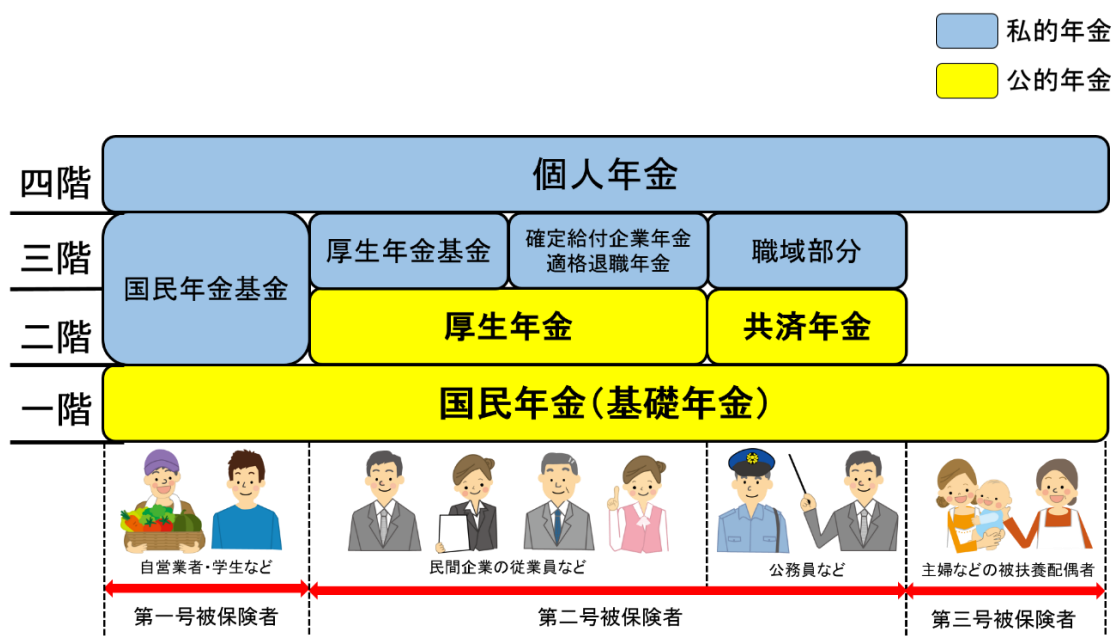 私的年金
公的年金
四階
個人年金
三階
国民年金基金
厚生年金基金
確定給付企業年金
適格退職年金
職域部分
二階
厚生年金
共済年金
一階
国民年金(基礎年金)
自営業者・学生など
民間企業の従業員など
公務員など
主婦などの被扶養配偶者
第一号被保険者
第二号被保険者
第三号被保険者